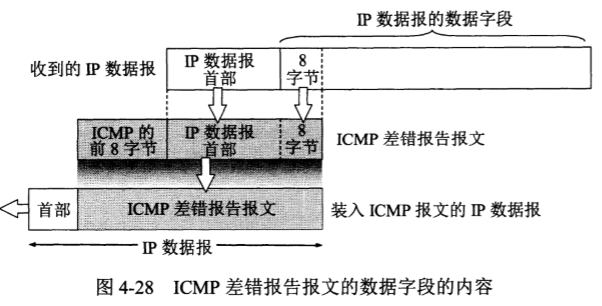 IP 数据报的数据字段
收到的 IP 数据报
IP 数据报
首部
8
字节
ICMP 的
前 8 字节
IP 数据报
首部
8
字节
ICMP 差错报告报文
首部
ICMP 差错报告报文
装入 ICMP 报文的 IP 数据报
IP 数据报
图 4-28 ICMP 差错报告报文的数据字段的内容